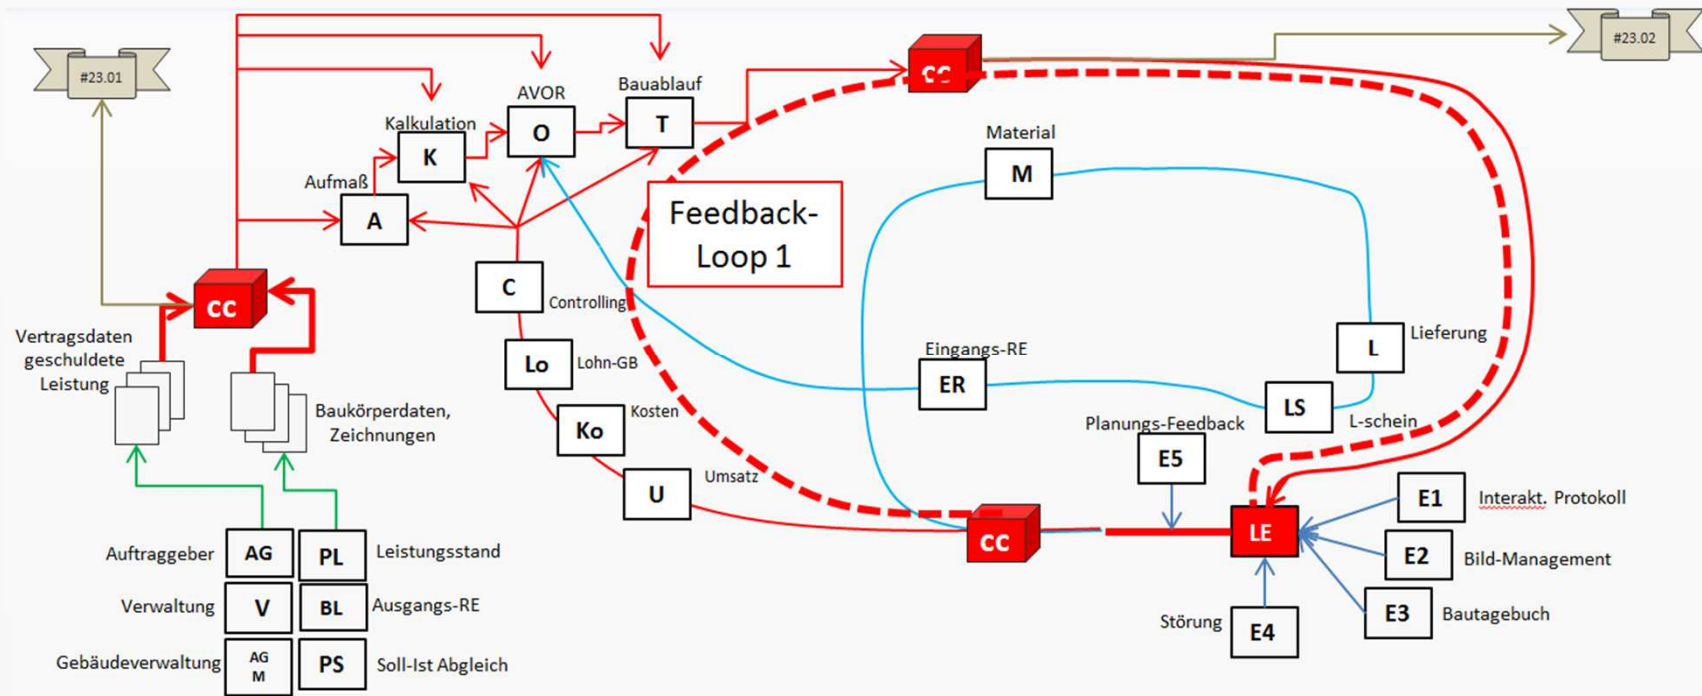 #23.01
#23.02
cc
AVOR
O
Bauablauf
T
Kalkulation
K
Aufmaß
A
Material
M
Feedback-
Loop 1
cc
C
Controlling
Vertragsdaten
geschuldete
Leistung
Lo
Lohn-GB
Eingangs-RE
ER
L
Lieferung
LS
L-schein
Baukörperdaten,
Zeichnungen
Ko
Kosten
Planungs-Feedback
E5
U
Umsatz
E1
Interakt. Protokoll
cc
LE
E2
Bild-Management
Auftraggeber
AG
PL
Leistungsstand
Verwaltung
V
BL
Ausgangs-RE
Störung
E4
E3
Bautagebuch
Gebäudeverwaltung
AG
M
PS
Soll-Ist Abgleich